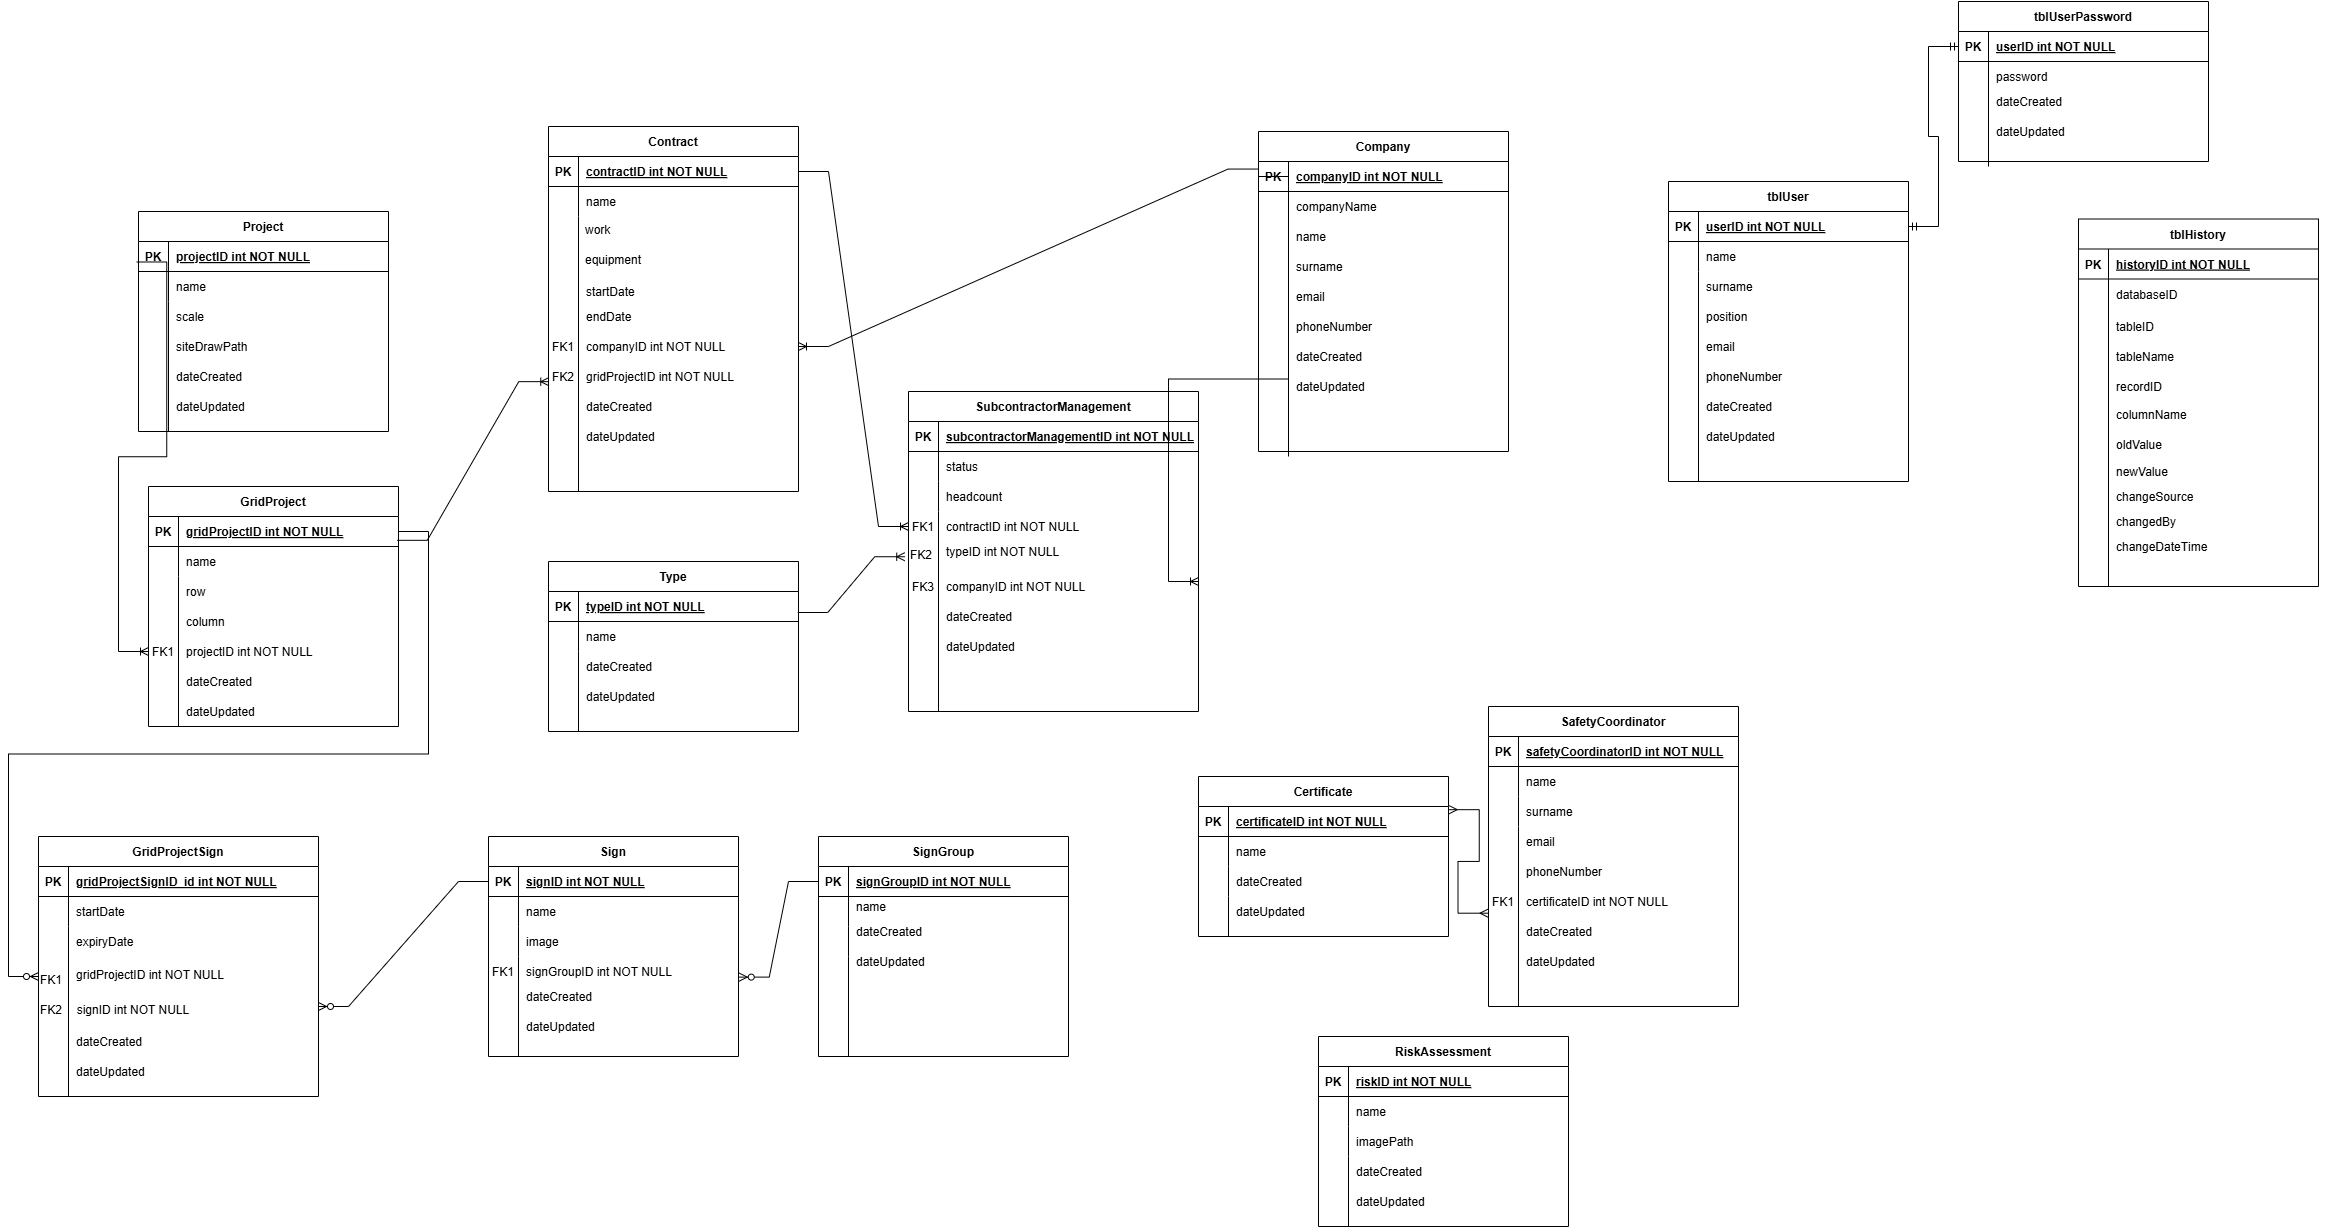 tblUserPassword
PK userID int NOT NULL
password
dateCreated
dateUpdated
Contract
PK contractID int NOT NULL
name
work
equipment
startDate
endDate
FK1 companyID int NOT NULL
FK2 gridProjectID int NOT NULL
dateCreated
dateUpdated
Company
PK companyID int NOT NULL
companyName
name
surname
email
phoneNumber
dateCreated
dateUpdated
tblUser
PK userID int NOT NULL
name
surname
position
email
phoneNumber
dateCreated
dateUpdated
tblHistory
PK historyID int NOT NULL
databaseID
tableID
tableName
recordID
columnName
oldValue
newValue
changeSource
changedBy
changeDateTime
Project
PK projectID int NOT NULL
name
scale
siteDrawPath
dateCreated
dateUpdated
SubcontractorManagement
PK subcontractorManagementID int NOT NULL
status
headcount
FK1 contractID int NOT NULL
FK2 typeID int NOT NULL
FK3 companyID int NOT NULL
dateCreated
dateUpdated
GridProject
PK gridProjectID int NOT NULL
name
row
column
FK1 projectID int NOT NULL
dateCreated
dateUpdated
Type
PK typeID int NOT NULL
name
dateCreated
dateUpdated
SafetyCoordinator
PK safetyCoordinatorID int NOT NULL
name
surname
email
phoneNumber
FK1 certificateID int NOT NULL
dateCreated
dateUpdated
Certificate
PK certificateID int NOT NULL
name
dateCreated
dateUpdated
GridProjectSign
PK gridProjectSignID_id int NOT NULL
startDate
expiryDate
FK1 gridProjectID int NOT NULL
FK2 signID int NOT NULL
dateCreated
dateUpdated
Sign
PK signID int NOT NULL
name
image
FK1 signGroupID int NOT NULL
dateCreated
dateUpdated
SignGroup
PK signGroupID int NOT NULL
name
dateCreated
dateUpdated
RiskAssessment
PK riskID int NOT NULL
name
imagePath
dateCreated
dateUpdated